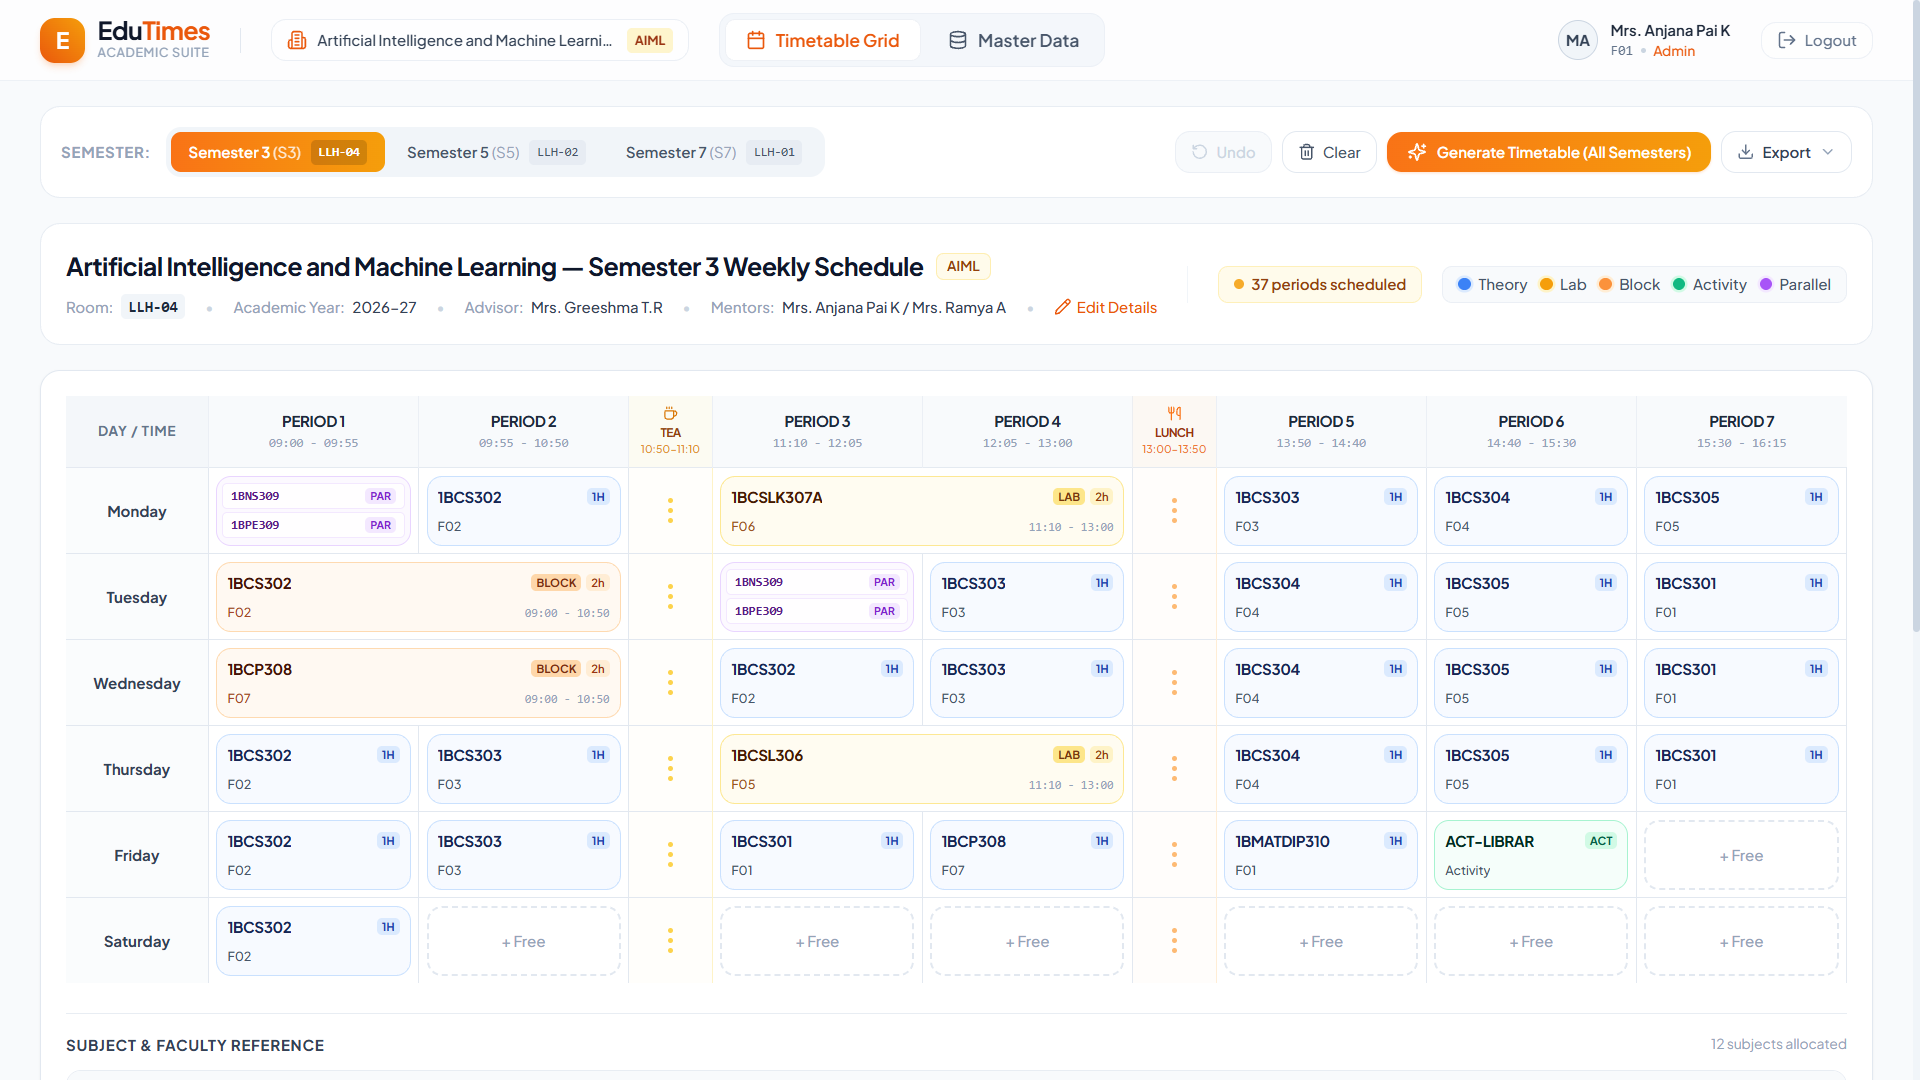 E
EduTimes
ACADEMIC SUITE
Artificial Intelligence and Machine Learni... AIML
Timetable Grid
Master Data
MA
Mrs. Anjana Pai K
F01 • Admin
Logout
SEMESTER:
Semester 3 (S3) LLH-04
Semester 5 (S5) LLH-02
Semester 7 (S7) LLH-01
Undo
Clear
Generate Timetable (All Semesters)
Export
Artificial Intelligence and Machine Learning — Semester 3 Weekly Schedule AIML
Room: LLH-04 • Academic Year: 2026-27 • Advisor: Mrs. Greeshma T.R • Mentors: Mrs. Anjana Pai K / Mrs. Ramya A • Edit Details
37 periods scheduled
Theory Lab Block Activity Parallel
DAY / TIME
PERIOD 1
09:00 - 09:55
PERIOD 2
09:55 - 10:50
TEA
10:50-11:10
PERIOD 3
11:10 - 12:05
PERIOD 4
12:05 - 13:00
LUNCH
13:00-13:50
PERIOD 5
13:50 - 14:40
PERIOD 6
14:40 - 15:30
PERIOD 7
15:30 - 16:15
Monday
1BNS309 PAR
1BPE309 PAR
1BCS302 1H
F02
1BCSLK307A LAB 2h
F06 11:10 - 13:00
1BCS303 1H
F03
1BCS304 1H
F04
1BCS305 1H
F05
Tuesday
1BCS302 BLOCK 2h
F02 09:00 - 10:50
1BNS309 PAR
1BPE309 PAR
1BCS303 1H
F03
1BCS304 1H
F04
1BCS305 1H
F05
1BCS301 1H
F01
Wednesday
1BCP308 BLOCK 2h
F07 09:00 - 10:50
1BCS302 1H
F02
1BCS303 1H
F03
1BCS304 1H
F04
1BCS305 1H
F05
1BCS301 1H
F01
Thursday
1BCS302 1H
F02
1BCS303 1H
F03
1BCSL306 LAB 2h
F05 11:10 - 13:00
1BCS304 1H
F04
1BCS305 1H
F05
1BCS301 1H
F01
Friday
1BCS302 1H
F02
1BCS303 1H
F03
1BCS301 1H
F01
1BCP308 1H
F07
1BMATDIP310 1H
F01
ACT-LIBRAR ACT
Activity
+ Free
Saturday
1BCS302 1H
F02
+ Free
+ Free
+ Free
+ Free
+ Free
+ Free
SUBJECT & FACULTY REFERENCE
12 subjects allocated